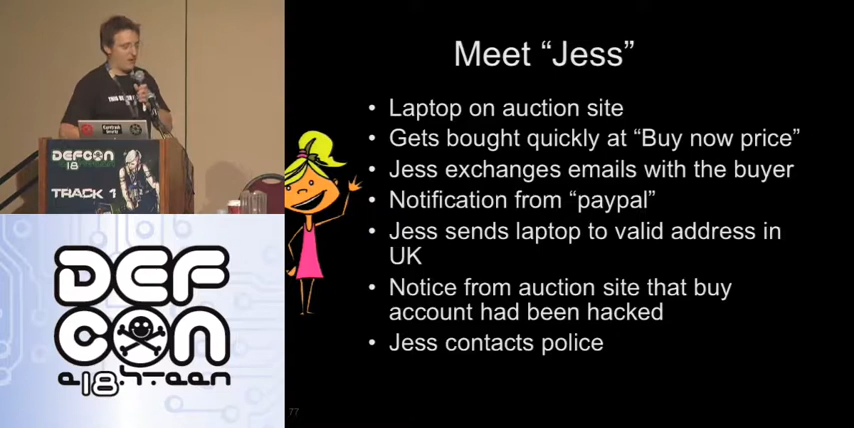 Meet “Jess”
• Laptop on auction site
• Gets bought quickly at “Buy now price”
• Jess exchanges emails with the buyer
• Notification from “paypal”
• Jess sends laptop to valid address in
UK
• Notice from auction site that buy
account had been hacked
• Jess contacts police
77
DEFCON
18
TRACK 1
DEF
CON
e18hteen